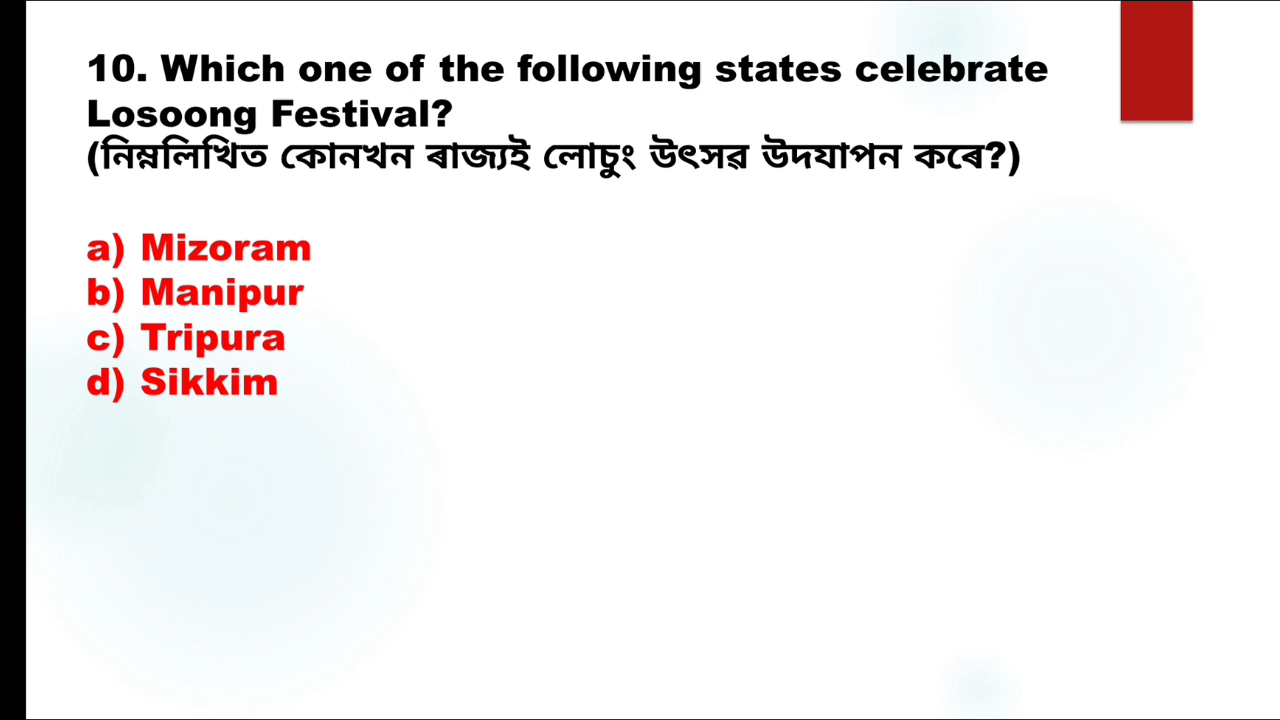 10. Which one of the following states celebrate
Losoong Festival?
(নিম্নলিখিত কোনখন ৰাজ্যই লোচুং উৎসৱ উদযাপন কৰে?)
a) Mizoram
b) Manipur
c) Tripura
d) Sikkim